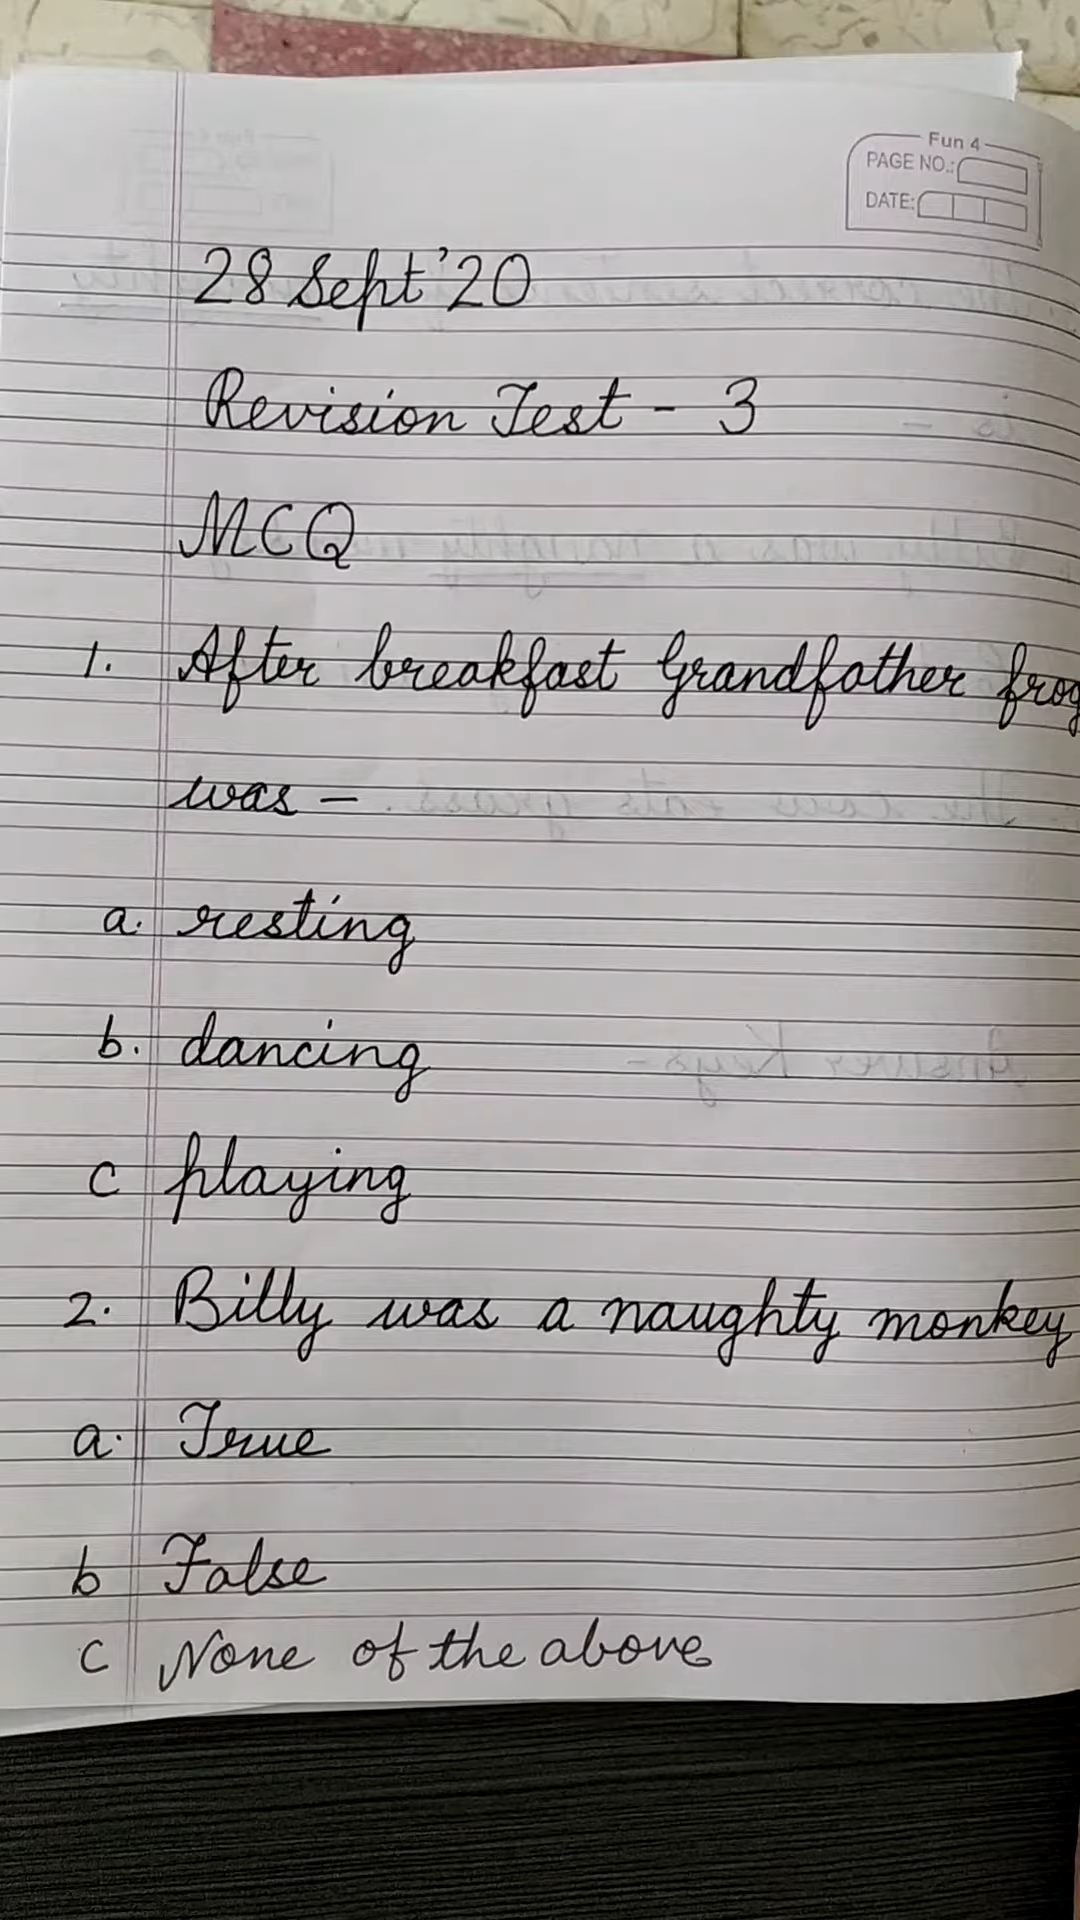 Fun 4
PAGE NO.:
DATE:
28 Sept '20
Revision Test - 3
MCQ
1. After breakfast Grandfather frog
was –
a. resting
b. dancing
c playing
2. Billy was a naughty monkey
a. True
b False
c None of the above